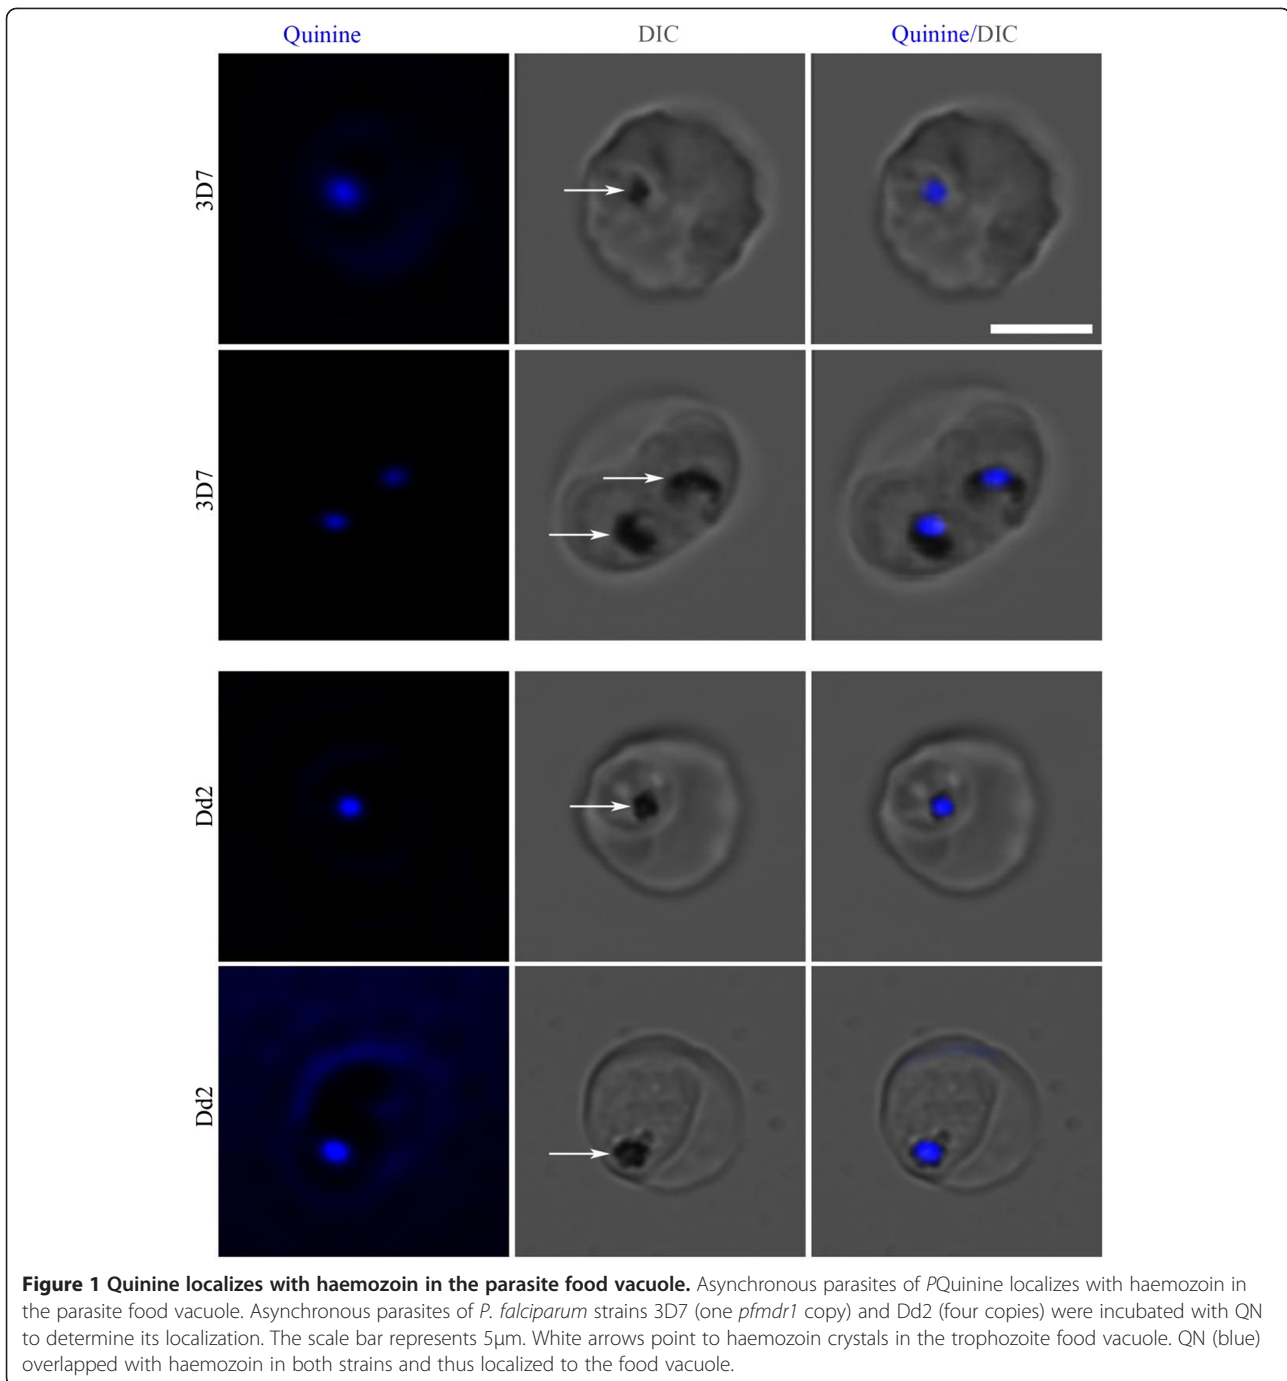 Quinine DIC Quinine/DIC
3D7
3D7
Dd2
Dd2
Figure 1 Quinine localizes with haemozoin in the parasite food vacuole. Asynchronous parasites of PQuinine localizes with haemozoin in
the parasite food vacuole. Asynchronous parasites of P. falciparum strains 3D7 (one pfmdr1 copy) and Dd2 (four copies) were incubated with QN
to determine its localization. The scale bar represents 5μm. White arrows point to haemozoin crystals in the trophozoite food vacuole. QN (blue)
overlapped with haemozoin in both strains and thus localized to the food vacuole.